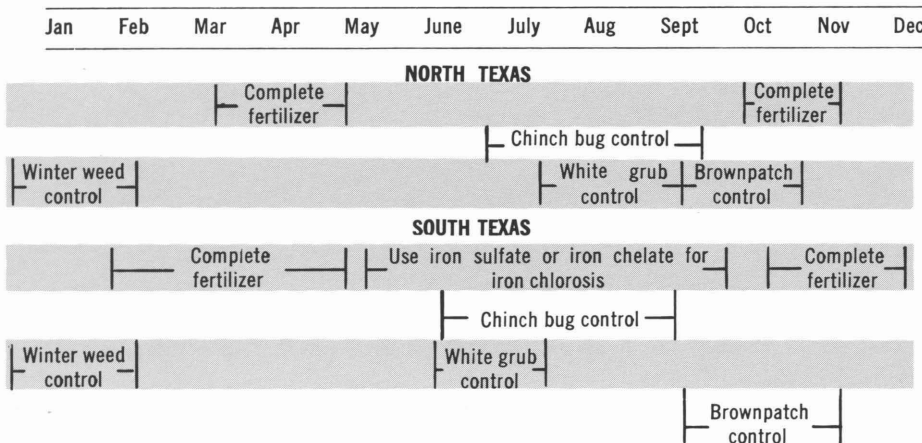 Jan Feb Mar Apr May June July Aug Sept Oct Nov Dec
NORTH TEXAS
Complete fertilizer
Complete fertilizer
Chinch bug control
Winter weed control
White grub control
Brownpatch control
SOUTH TEXAS
Complete fertilizer
Use iron sulfate or iron chelate for iron chlorosis
Complete fertilizer
Chinch bug control
Winter weed control
White grub control
Brownpatch control